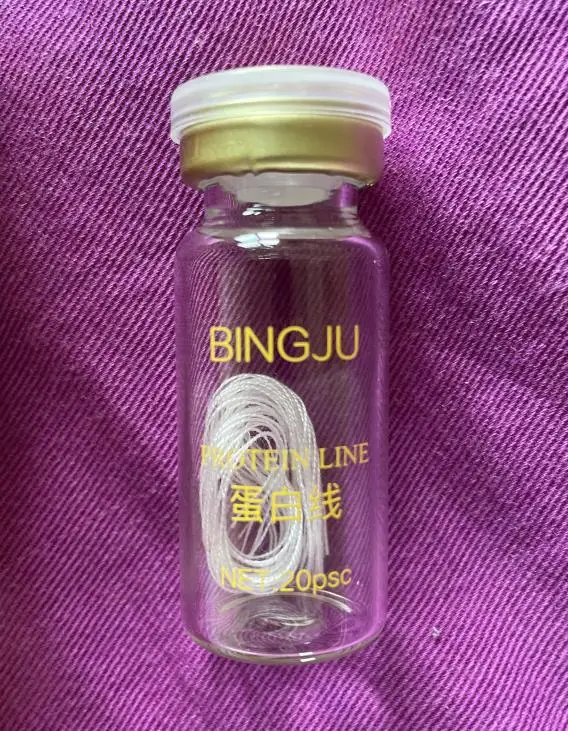 BINGJU
PROTEIN LINE
蛋白线
NET 20psc